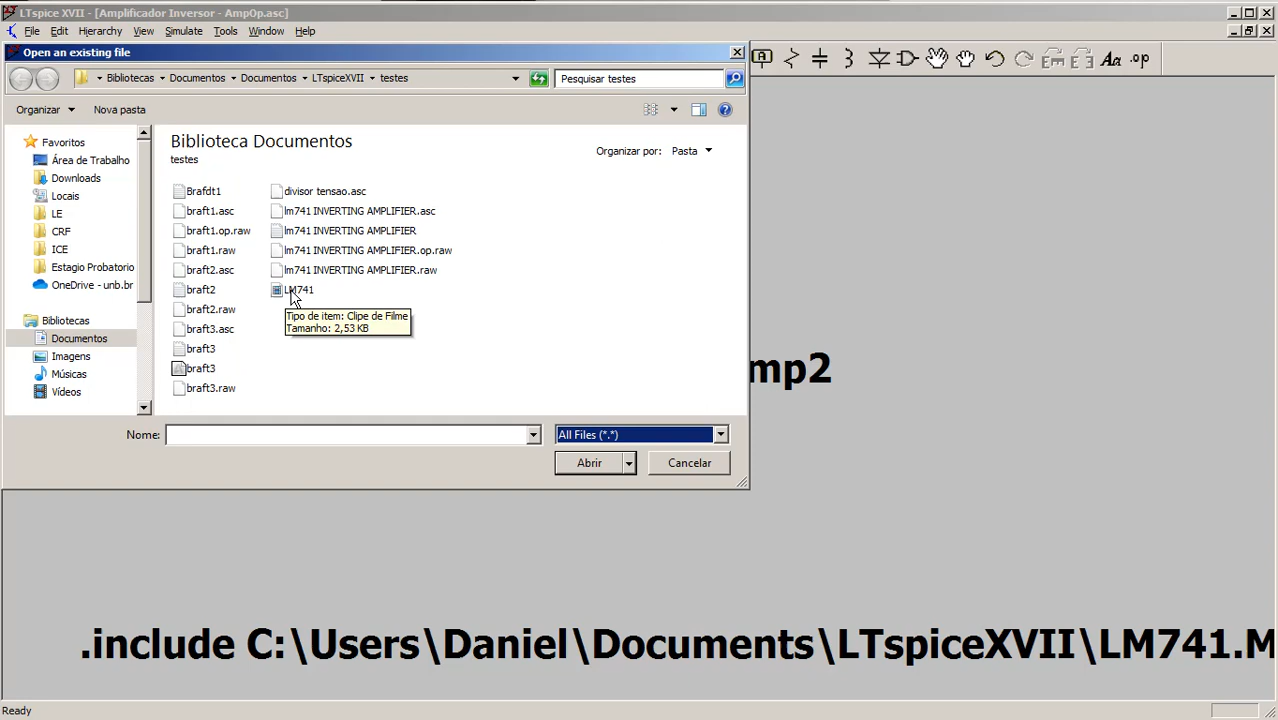 LTspice XVII - [Amplificador Inversor - AmpOp.asc]
File Edit Hierarchy View Simulate Tools Window Help
Open an existing file
Bibliotecas Documentos Documentos LTspiceXVII testes
Pesquisar testes
A Aa .op
Organizar Nova pasta
Favoritos
Área de Trabalho
Downloads
Locais
LE
CRF
ICE
Estagio Probatorio
OneDrive - unb.br
Bibliotecas
Documentos
Imagens
Músicas
Vídeos
Biblioteca Documentos
testes
Organizar por: Pasta
Brafdt1
braft1.asc
braft1.op.raw
braft1.raw
braft2.asc
braft2
braft2.raw
braft3.asc
braft3
braft3
braft3.raw
divisor tensao.asc
lm741 INVERTING AMPLIFIER.asc
lm741 INVERTING AMPLIFIER
lm741 INVERTING AMPLIFIER.op.raw
lm741 INVERTING AMPLIFIER.raw
LM741
Tipo de item: Clipe de Filme
Tamanho: 2,53 KB
Nome:
All Files (*.*)
Abrir Cancelar
mp2
.include C:\Users\Daniel\Documents\LTspiceXVII\LM741.M
Ready